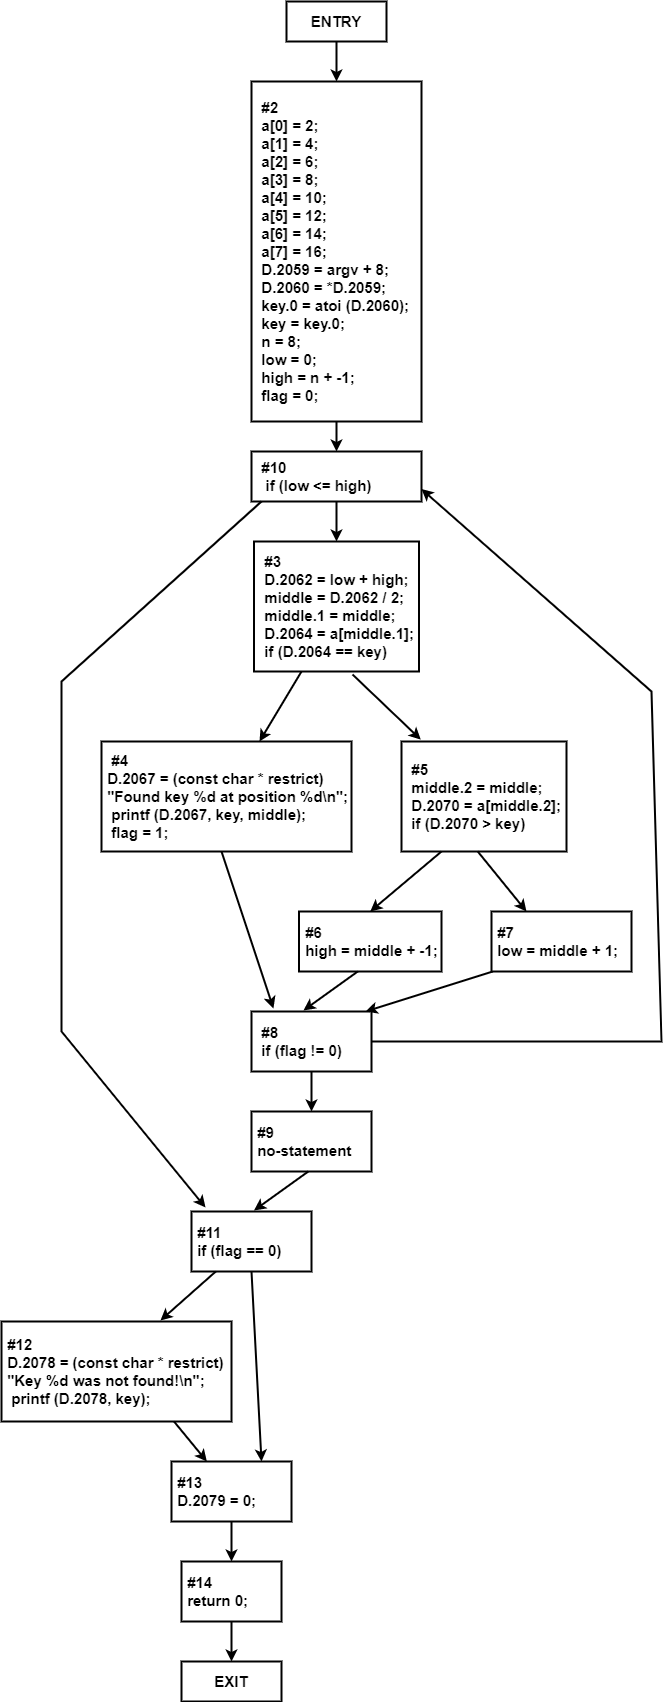 ENTRY
#2
a[0] = 2;
a[1] = 4;
a[2] = 6;
a[3] = 8;
a[4] = 10;
a[5] = 12;
a[6] = 14;
a[7] = 16;
D.2059 = argv + 8;
D.2060 = *D.2059;
key.0 = atoi (D.2060);
key = key.0;
n = 8;
low = 0;
high = n + -1;
flag = 0;
#10
if (low <= high)
#3
D.2062 = low + high;
middle = D.2062 / 2;
middle.1 = middle;
D.2064 = a[middle.1];
if (D.2064 == key)
#4
D.2067 = (const char * restrict)
"Found key %d at position %d\n";
printf (D.2067, key, middle);
flag = 1;
#5
middle.2 = middle;
D.2070 = a[middle.2];
if (D.2070 > key)
#6
high = middle + -1;
#7
low = middle + 1;
#8
if (flag != 0)
#9
no-statement
#11
if (flag == 0)
#12
D.2078 = (const char * restrict)
"Key %d was not found!\n";
printf (D.2078, key);
#13
D.2079 = 0;
#14
return 0;
EXIT